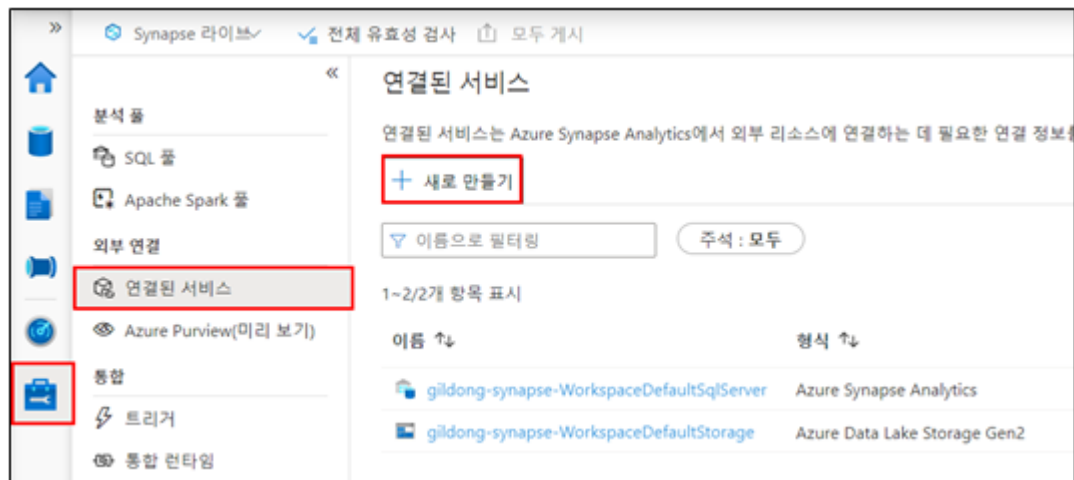 Synapse 라이브
전체 유효성 검사
모두 게시
분석 풀
SQL 풀
Apache Spark 풀
외부 연결
연결된 서비스
Azure Purview(미리 보기)
통합
트리거
통합 런타임
연결된 서비스
연결된 서비스는 Azure Synapse Analytics에서 외부 리소스에 연결하는 데 필요한 연결 정보
새로 만들기
이름으로 필터링
주석 : 모두
1~2/2개 항목 표시
이름 형식
gildong-synapse-WorkspaceDefaultSqlServer Azure Synapse Analytics
gildong-synapse-WorkspaceDefaultStorage Azure Data Lake Storage Gen2